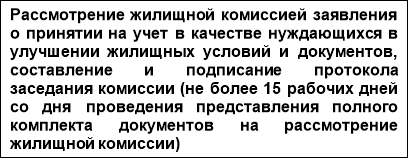 Рассмотрение жилищной комиссией заявления
о принятии на учет в качестве нуждающихся в
улучшении жилищных условий и документов,
составление и подписание протокола
заседания комиссии (не более 15 рабочих дней
со дня проведения представления полного
комплекта документов на рассмотрение
жилищной комиссии)